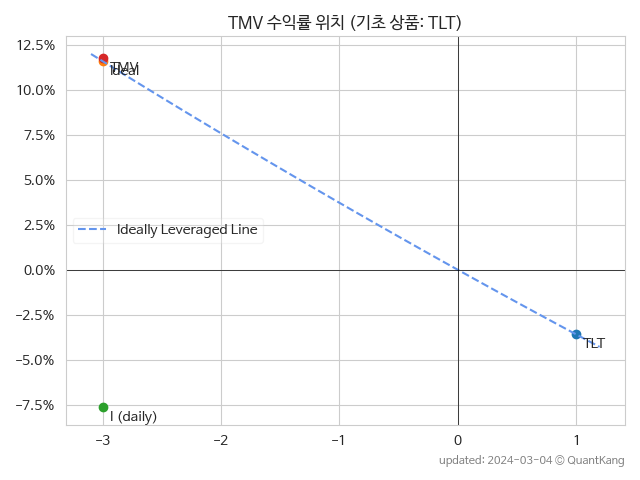 TMV 수익률 위치 (기초 상품: TLT)
12.5%
10.0%
7.5%
5.0%
2.5%
0.0%
−2.5%
−5.0%
−7.5%
TMV
Ideal
Ideally Leveraged Line
TLT
I (daily)
−3
−2
−1
0
1
updated: 2024-03-04 © QuantKang